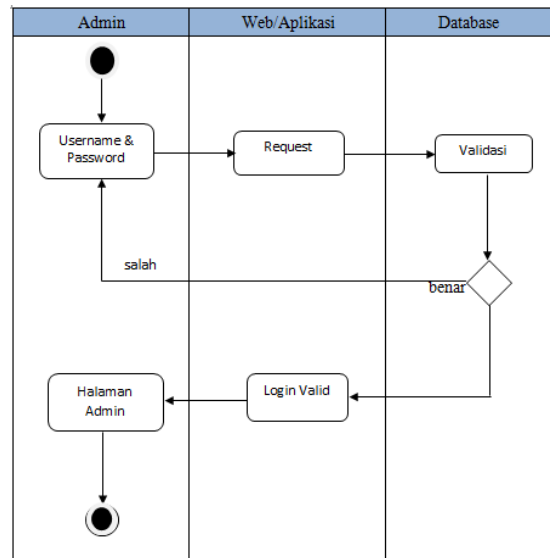 Admin
Web/Aplikasi
Database
Username &
Password
Request
Validasi
salah
benar
Halaman
Admin
Login Valid